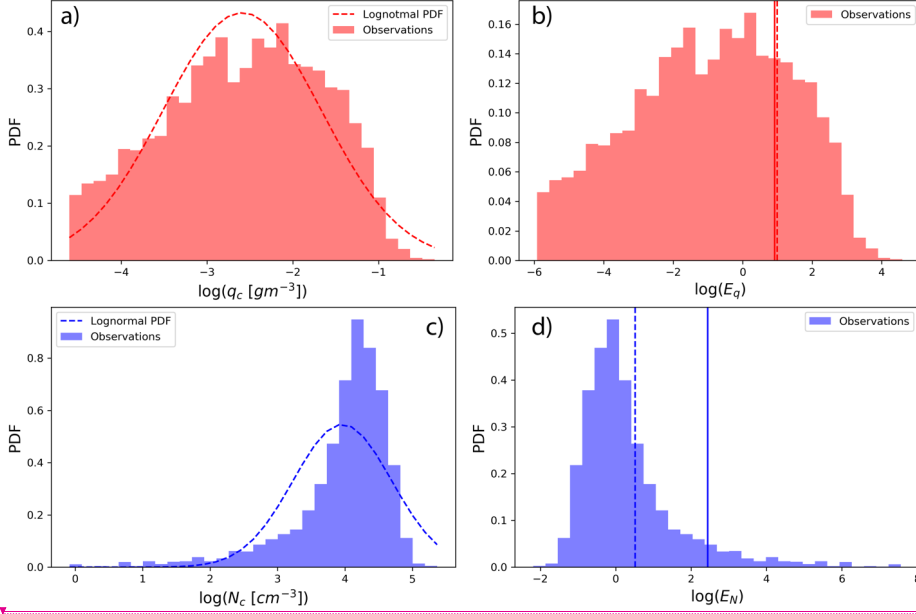 a)
Lognotmal PDF
Observations
0.4
0.3
0.2
0.1
0.0
PDF
−4
−3
−2
−1
log(q_c [gm^{−3}])
b)
Observations
0.16
0.14
0.12
0.10
0.08
0.06
0.04
0.02
0.00
PDF
−6
−4
−2
0
2
4
log(E_q)
c)
Lognormal PDF
Observations
0.8
0.6
0.4
0.2
0.0
PDF
0
1
2
3
4
5
log(N_c [cm^{−3}])
d)
Observations
0.5
0.4
0.3
0.2
0.1
0.0
PDF
−2
0
2
4
6
8
log(E_N)